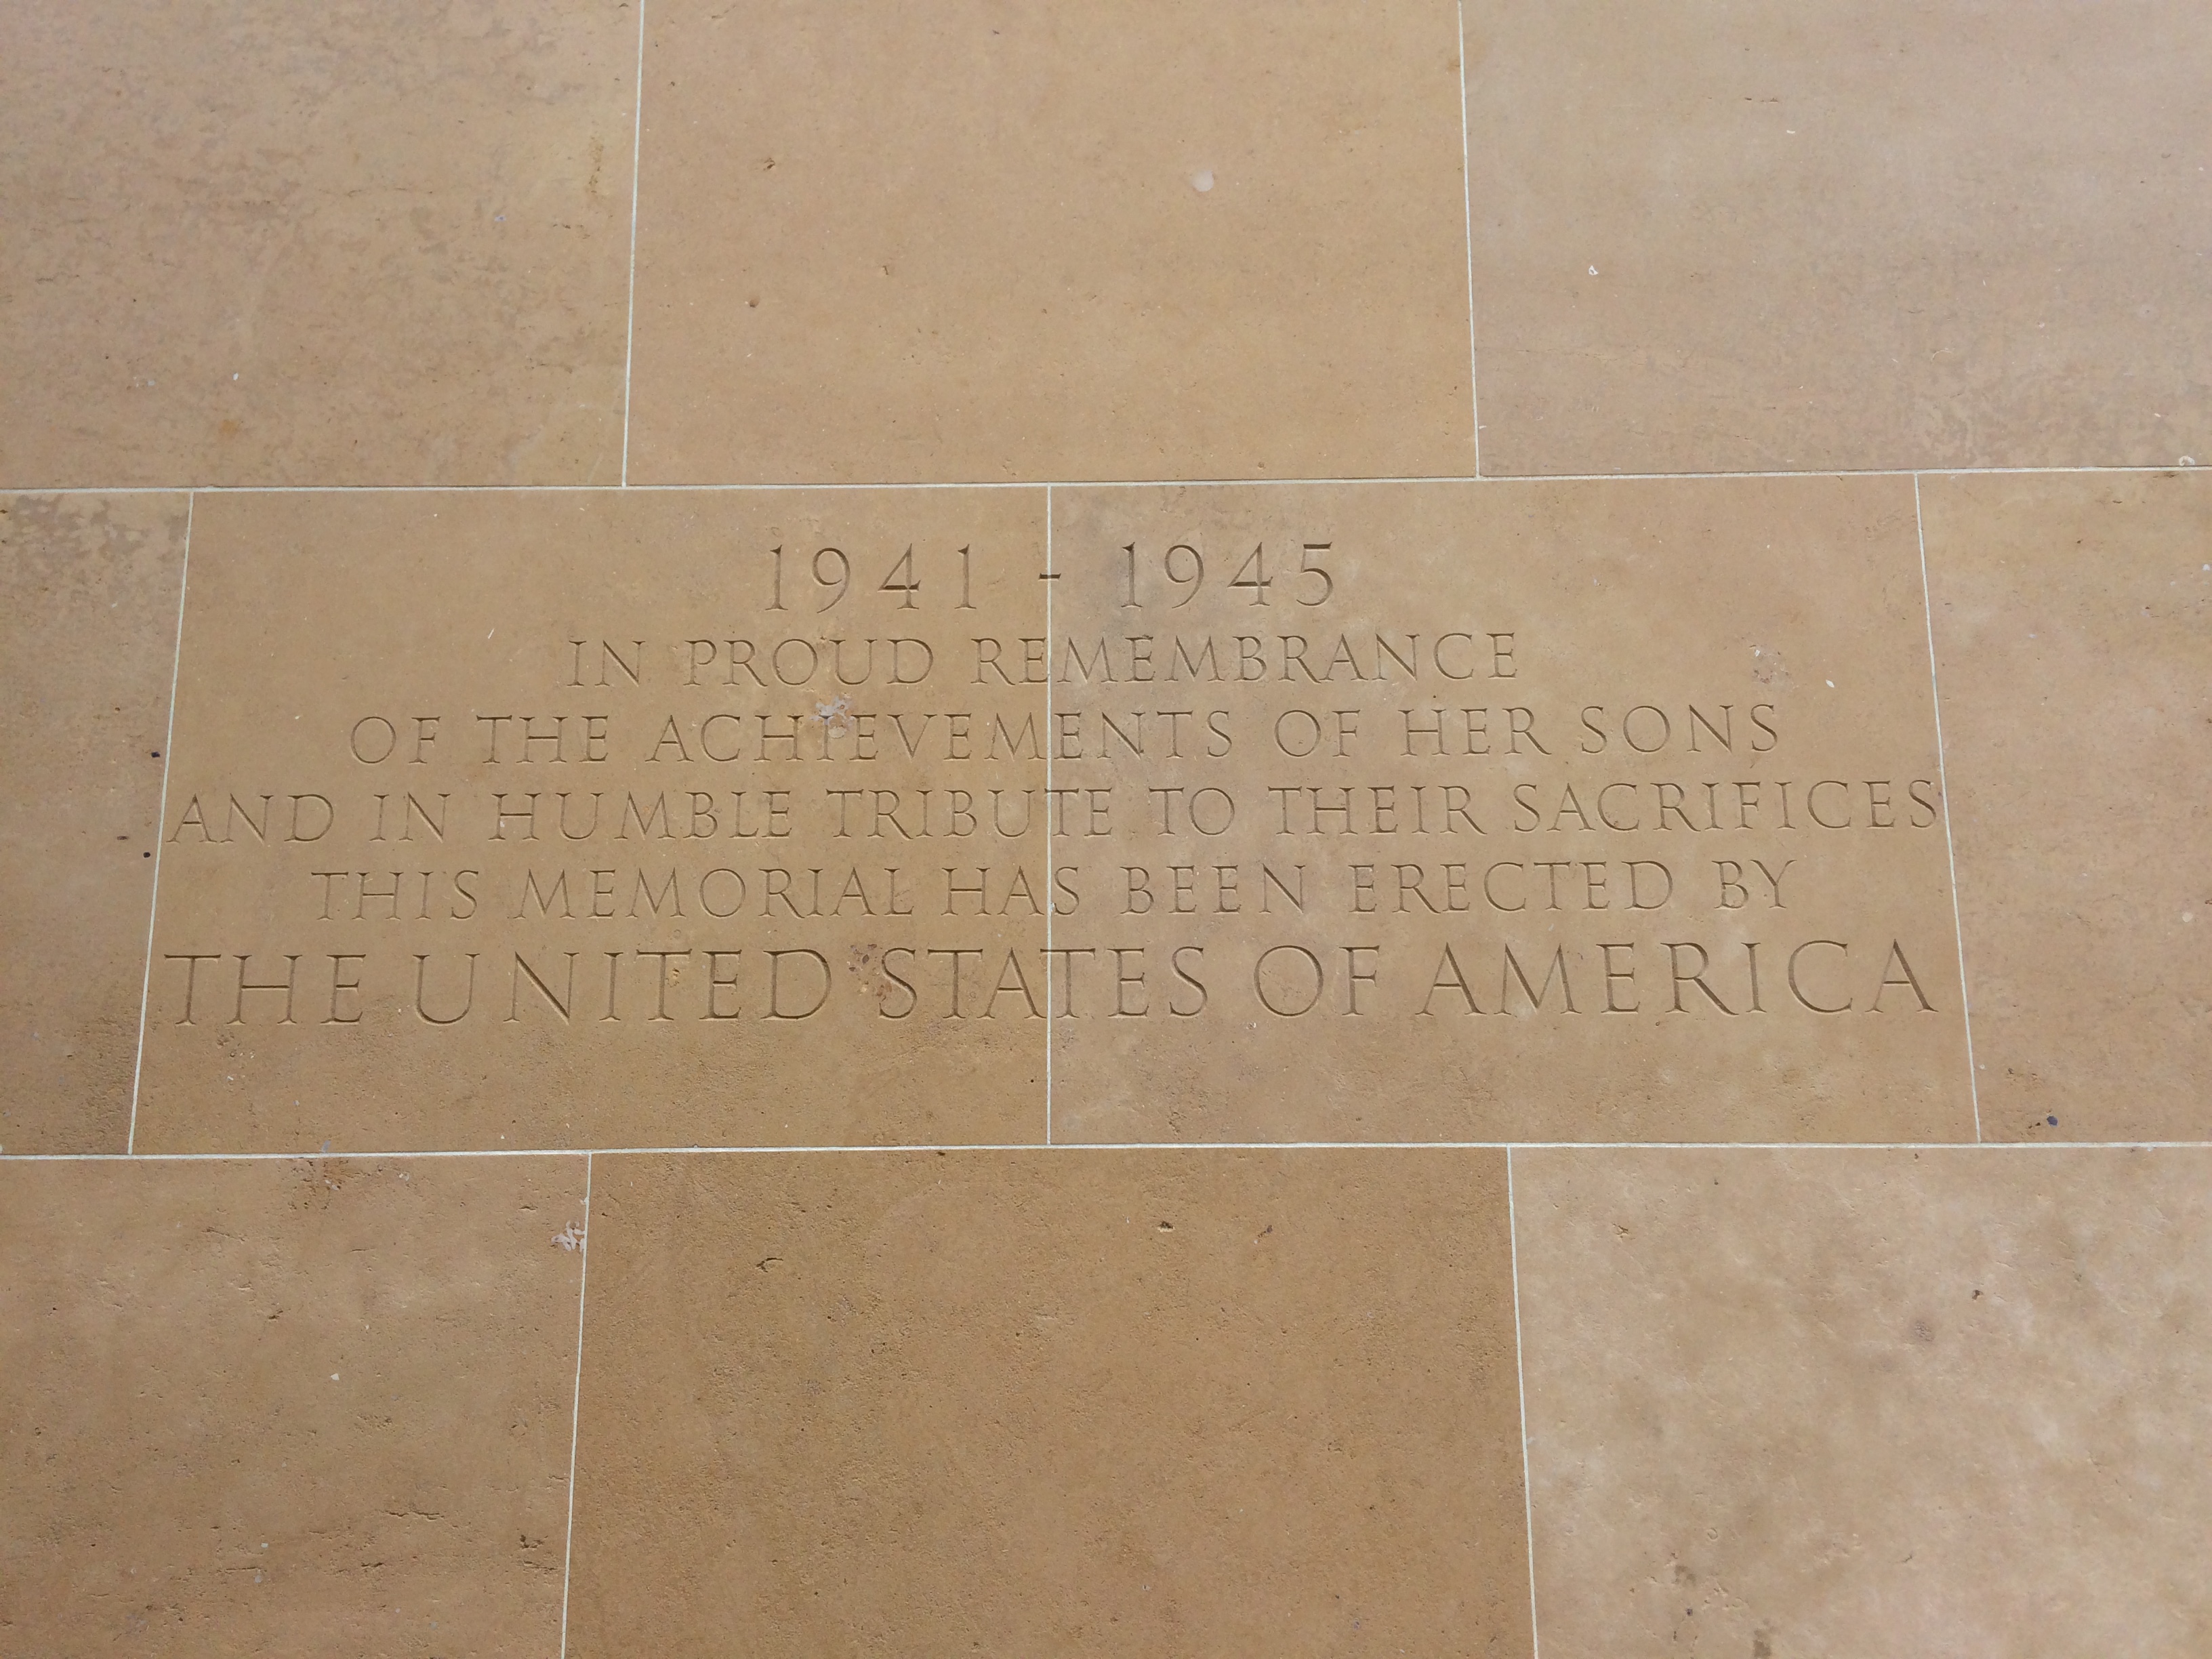 1941 - 1945
IN PROUD REMEMBRANCE
OF THE ACHIEVEMENTS OF HER SONS
AND IN HUMBLE TRIBUTE TO THEIR SACRIFICES
THIS MEMORIAL HAS BEEN ERECTED BY
THE UNITED STATES OF AMERICA